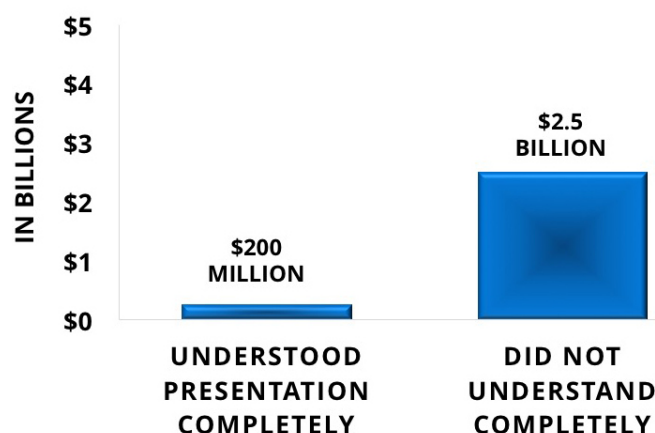 $5
$4
$3
$2
$1
$0
IN BILLIONS
$200
MILLION
$2.5
BILLION
UNDERSTOOD
PRESENTATION
COMPLETELY
DID NOT
UNDERSTAND
COMPLETELY